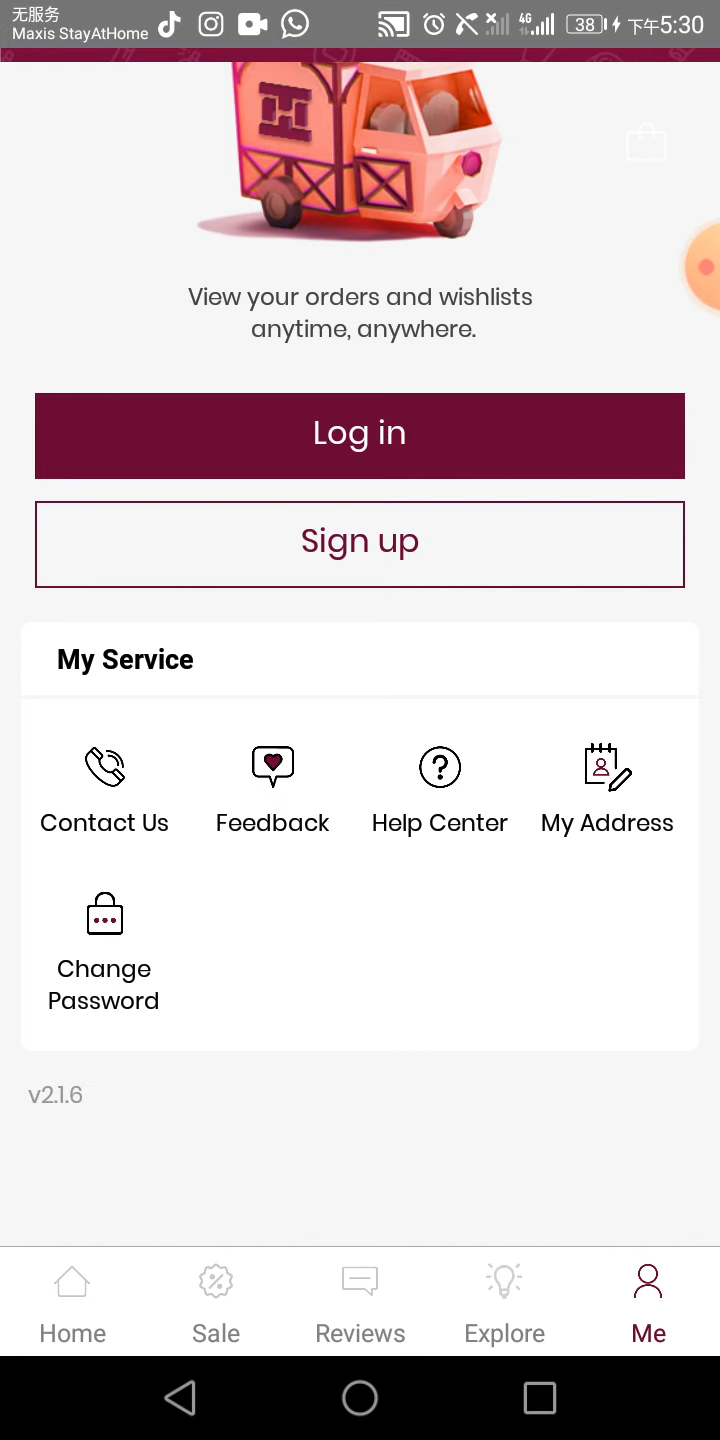 无服务
Maxis StayAtHome
4G
38
下午5:30
View your orders and wishlists
anytime, anywhere.
Log in
Sign up
My Service
Contact Us
Feedback
Help Center
My Address
Change
Password
v2.1.6
Home
Sale
Reviews
Explore
Me